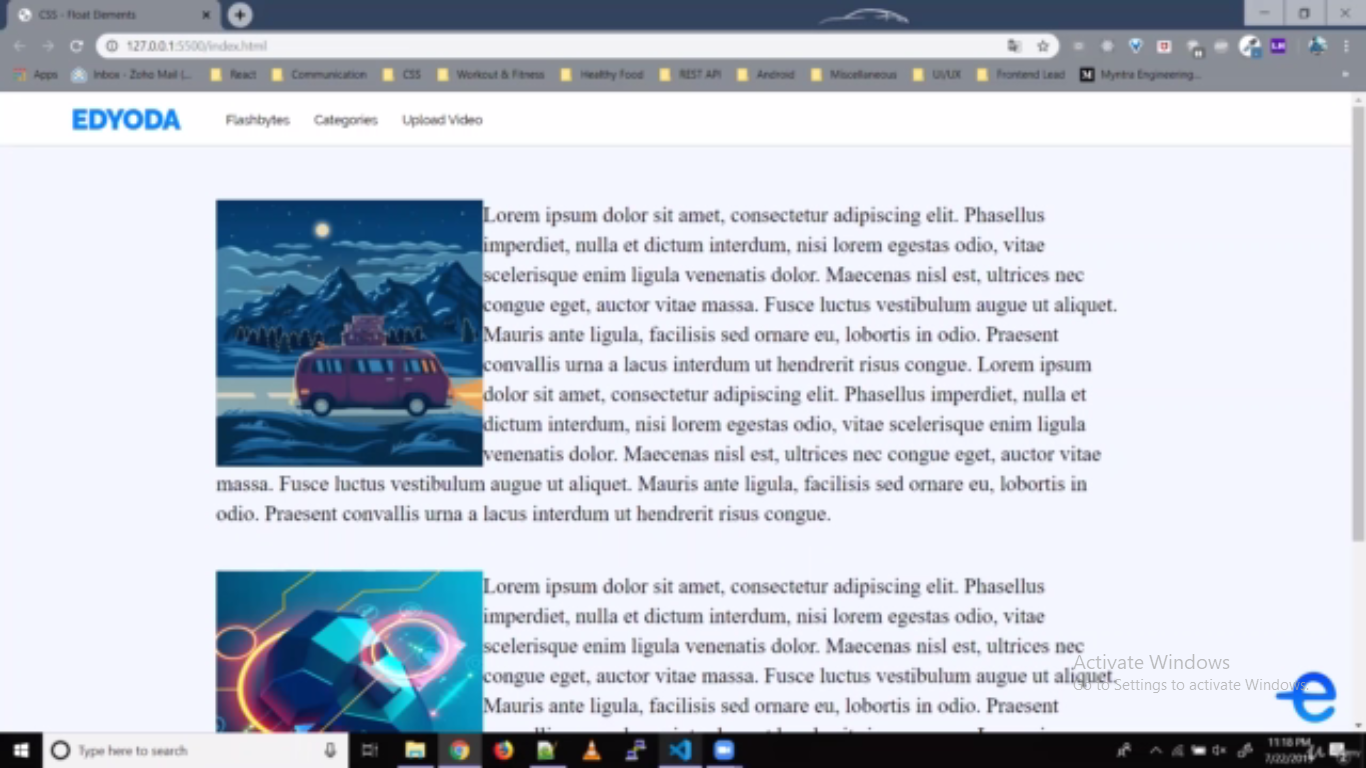 CSS - Float Elements
127.0.0.1:5500/index.html
Apps Inbox - Zoho Mail (... React Communication CSS Workout & Fitness Healthy Food REST API Android Miscellaneous UI/UX Frontend Lead M Myntra Engineering...
EDYODA Flashbytes Categories Upload Video
Lorem ipsum dolor sit amet, consectetur adipiscing elit. Phasellus
imperdiet, nulla et dictum interdum, nisi lorem egestas odio, vitae
scelerisque enim ligula venenatis dolor. Maecenas nisl est, ultrices nec
congue eget, auctor vitae massa. Fusce luctus vestibulum augue ut aliquet.
Mauris ante ligula, facilisis sed ornare eu, lobortis in odio. Praesent
convallis urna a lacus interdum ut hendrerit risus congue. Lorem ipsum
dolor sit amet, consectetur adipiscing elit. Phasellus imperdiet, nulla et
dictum interdum, nisi lorem egestas odio, vitae scelerisque enim ligula
venenatis dolor. Maecenas nisl est, ultrices nec congue eget, auctor vitae
massa. Fusce luctus vestibulum augue ut aliquet. Mauris ante ligula, facilisis sed ornare eu, lobortis in
odio. Praesent convallis urna a lacus interdum ut hendrerit risus congue.
Lorem ipsum dolor sit amet, consectetur adipiscing elit. Phasellus
imperdiet, nulla et dictum interdum, nisi lorem egestas odio, vitae
scelerisque enim ligula venenatis dolor. Maecenas nisl est, ultrices nec
congue eget, auctor vitae massa. Fusce luctus vestibulum augue ut aliquet.
Mauris ante ligula, facilisis sed ornare eu, lobortis in odio. Praesent
Activate Windows
Go to Settings to activate Windows.
Type here to search
11:18 PM